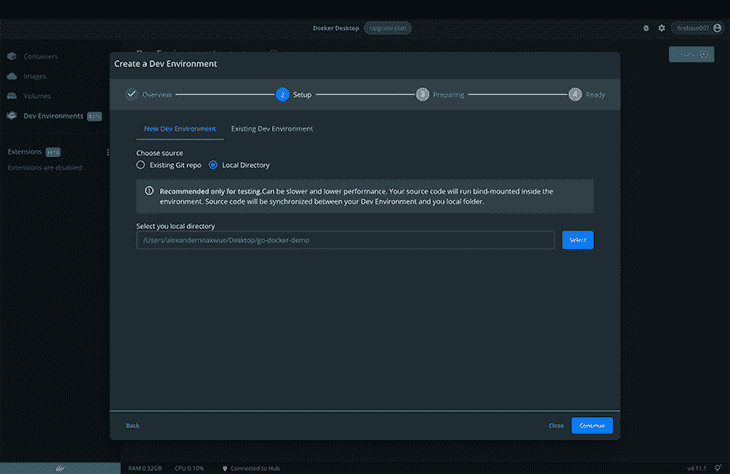 Docker Desktop
Upgrade plan
firebase007
Containers
Images
Volumes
Dev Environments
BETA
Extensions
BETA
Extensions are disabled
Create a Dev Environment
Overview
2
Setup
3
Preparing
4
Ready
New Dev Environment
Existing Dev Environment
Choose source
Existing Git repo
Local Directory
Recommended only for testing.Can be slower and lower performance. Your source code will run bind-mounted inside the
environment. Source code will be synchronized between your Dev Environment and you local folder.
Select you local directory
/Users/alexandernnakwue/Desktop/go-docker-demo
Select
Back
Close
Continue
RAM 0.32GB
CPU 0.10%
Connected to Hub
v4.11.1